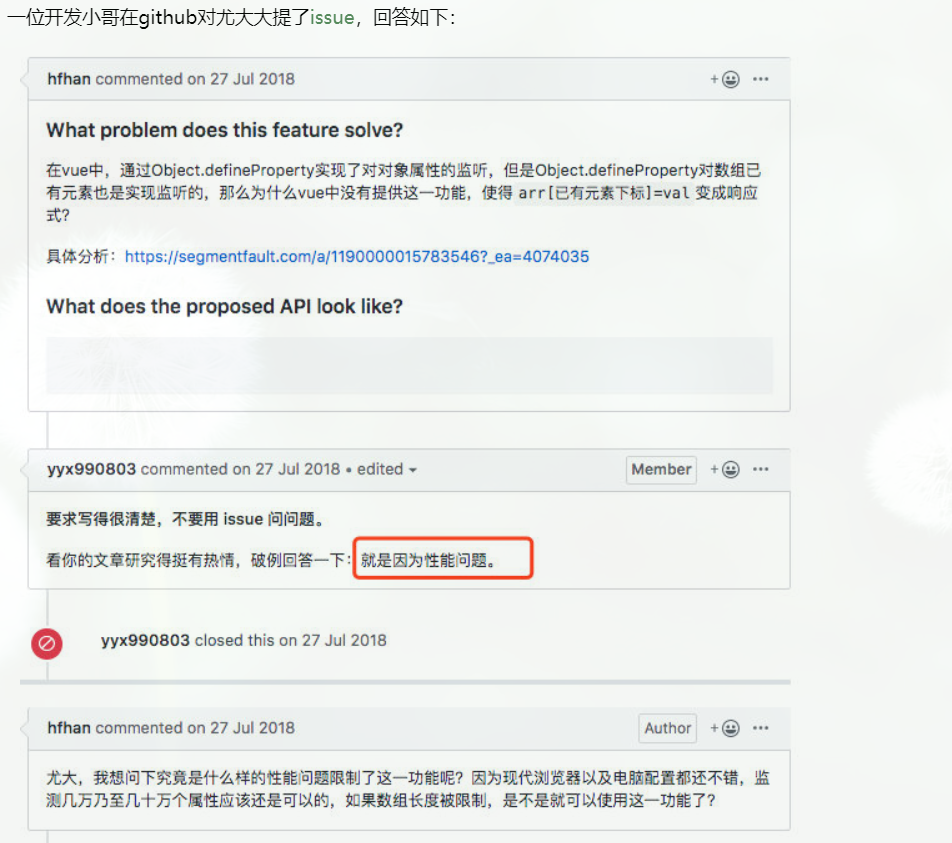 一位开发小哥在github对尤大大提了issue，回答如下：
hfhan commented on 27 Jul 2018
What problem does this feature solve?
在vue中，通过Object.defineProperty实现了对对象属性的监听，但是Object.defineProperty对数组已
有元素也是实现监听的，那么为什么vue中没有提供这一功能，使得 arr[已有元素下标]=val 变成响应
式？
具体分析：https://segmentfault.com/a/1190000015783546?_ea=4074035
What does the proposed API look like?
yyx990803 commented on 27 Jul 2018 • edited
Member
要求写得很清楚，不要用 issue 问问题。
看你的文章研究得挺有热情，破例回答一下：就是因为性能问题。
yyx990803 closed this on 27 Jul 2018
hfhan commented on 27 Jul 2018
Author
尤大，我想问下究竟是什么样的性能问题限制了这一功能呢？因为现代浏览器以及电脑配置都还不错，监
测几万乃至几十万个属性应该还是可以的，如果数组长度被限制，是不是就可以使用这一功能了？